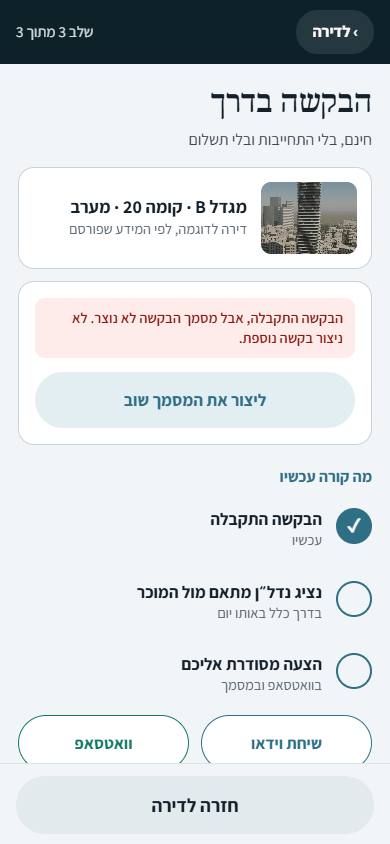 ‹ לדירה
שלב 3 מתוך 3
הבקשה בדרך
חינם, בלי התחייבות ובלי תשלום
מגדל B · קומה 20 · מערב
דירה לדוגמה, לפי המידע שפורסם
הבקשה התקבלה, אבל מסמך הבקשה לא נוצר. לא
ניצור בקשה נוספת.
ליצור את המסמך שוב
מה קורה עכשיו
הבקשה התקבלה
עכשיו
נציג נדל״ן מתאם מול המוכר
בדרך כלל באותו יום
הצעה מסודרת אליכם
בוואטסאפ ובמסמך
שיחת וידאו
וואטסאפ
חזרה לדירה